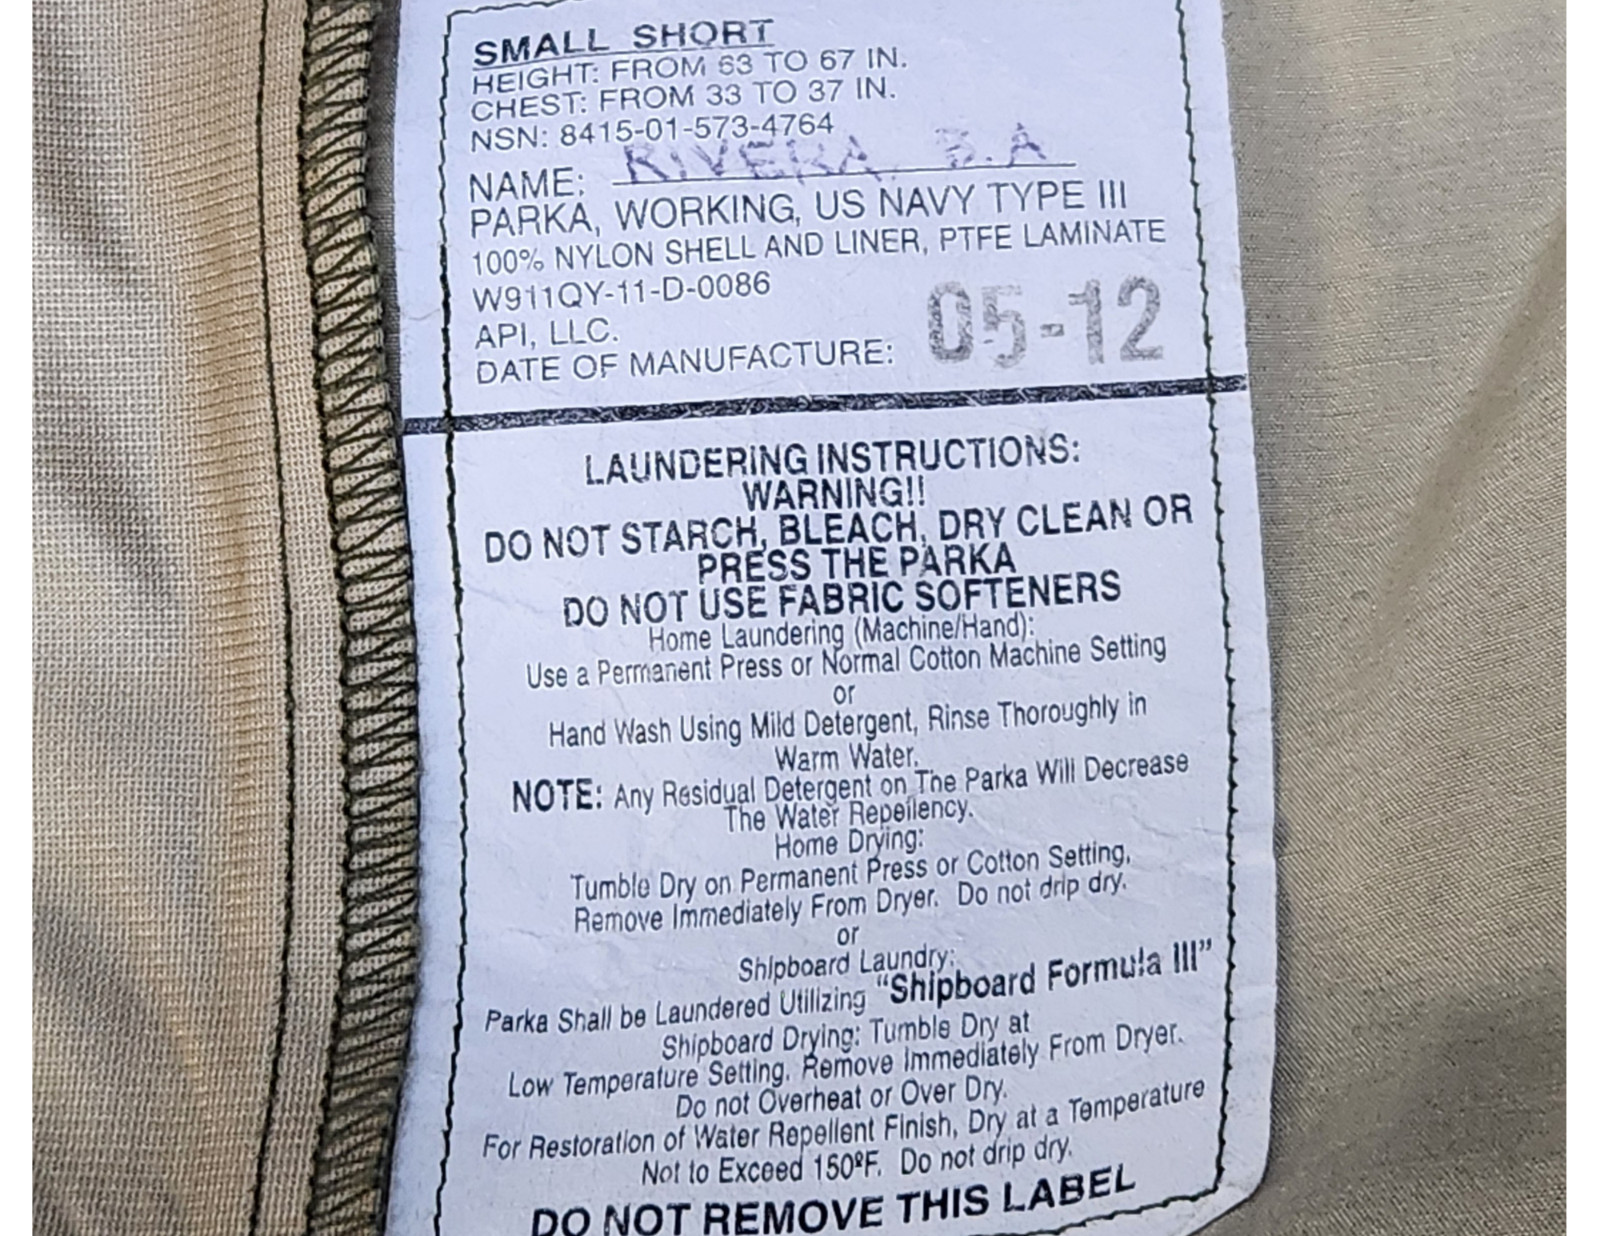 SMALL SHORT
HEIGHT: FROM 63 TO 67 IN.
CHEST: FROM 33 TO 37 IN.
NSN: 8415-01-573-4764
NAME: RIVERA
PARKA, WORKING, US NAVY TYPE III
100% NYLON SHELL AND LINER, PTFE LAMINATE
W911QY-11-D-0086
API, LLC.
DATE OF MANUFACTURE: 05-12
LAUNDERING INSTRUCTIONS:
WARNING!!
DO NOT STARCH, BLEACH, DRY CLEAN OR
PRESS THE PARKA
DO NOT USE FABRIC SOFTENERS
Home Laundering (Machine/Hand):
Use a Permanent Press or Normal Cotton Machine Setting
or
Hand Wash Using Mild Detergent, Rinse Thoroughly in
Warm Water.
NOTE: Any Residual Detergent on The Parka Will Decrease
The Water Repellency.
Home Drying:
Tumble Dry on Permanent Press or Cotton Setting,
Remove Immediately From Dryer. Do not drip dry.
or
Shipboard Laundry:
Parka Shall be Laundered Utilizing "Shipboard Formula III"
Shipboard Drying: Tumble Dry at
Low Temperature Setting. Remove Immediately From Dryer.
Do not Overheat or Over Dry.
For Restoration of Water Repellent Finish, Dry at a Temperature
Not to Exceed 150ºF. Do not drip dry.
DO NOT REMOVE THIS LABEL